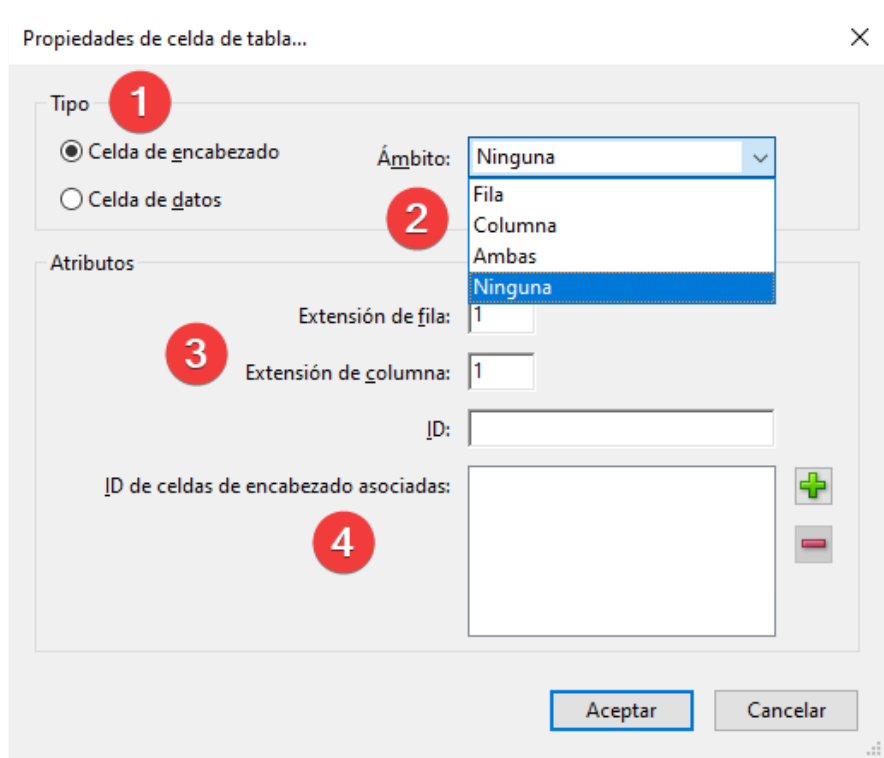 Propiedades de celda de tabla...
Tipo
1
Celda de encabezado
Ámbito:
Ninguna
Celda de datos
2
Fila
Columna
Ambas
Ninguna
Atributos
Extensión de fila:
1
3
Extensión de columna:
1
ID:
ID de celdas de encabezado asociadas:
4
Aceptar
Cancelar